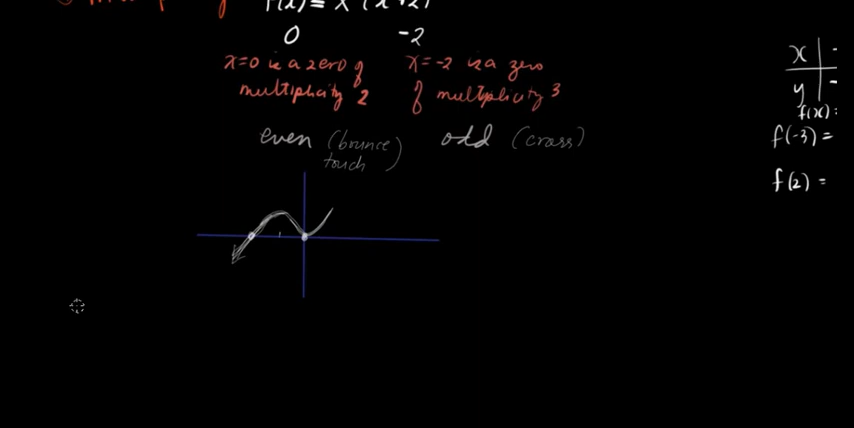 0 -2
x=0 is a zero of
multiplicity 2
x=-2 is a zero
of multiplicity 3
even (bounce
touch)
odd (cross)
x
y
f(x)=
f(-3) =
f(2) =